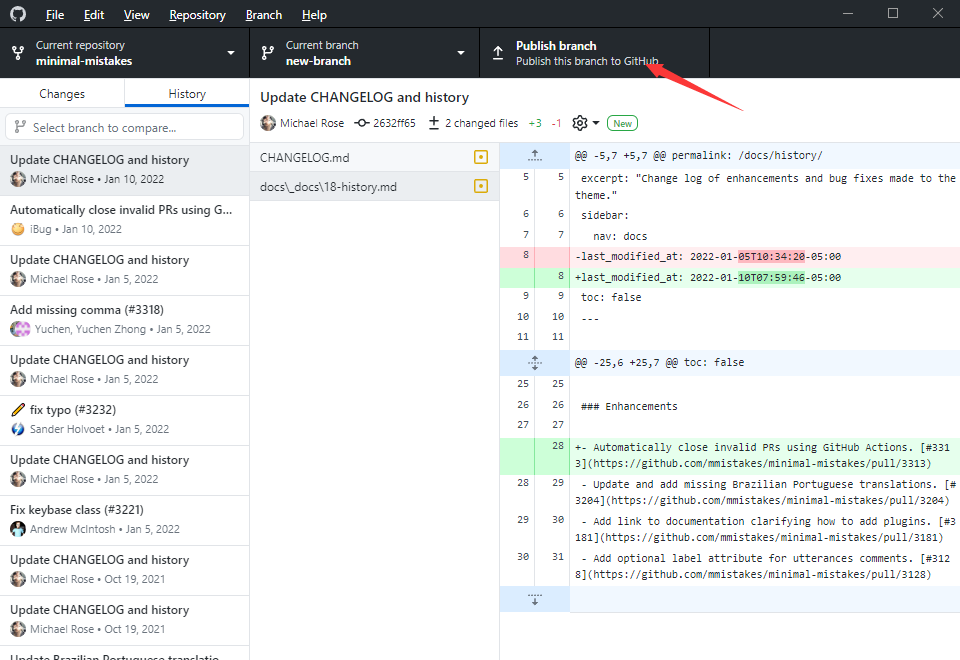 File Edit View Repository Branch Help
Current repository
minimal-mistakes
Current branch
new-branch
Publish branch
Publish this branch to GitHub
Changes History
Select branch to compare...
Update CHANGELOG and history
Michael Rose • Jan 10, 2022
Automatically close invalid PRs using G...
iBug • Jan 10, 2022
Update CHANGELOG and history
Michael Rose • Jan 5, 2022
Add missing comma (#3318)
Yuchen, Yuchen Zhong • Jan 5, 2022
Update CHANGELOG and history
Michael Rose • Jan 5, 2022
fix typo (#3232)
Sander Holvoet • Jan 5, 2022
Update CHANGELOG and history
Michael Rose • Jan 5, 2022
Fix keybase class (#3221)
Andrew McIntosh • Jan 5, 2022
Update CHANGELOG and history
Michael Rose • Oct 19, 2021
Update CHANGELOG and history
Michael Rose • Oct 19, 2021
Update Brazilian Portuguese translatio...
Update CHANGELOG and history
Michael Rose 2632ff65 2 changed files +3 -1 New
CHANGELOG.md
docs\_docs\18-history.md
@@ -5,7 +5,7 @@ permalink: /docs/history/
5 5 excerpt: "Change log of enhancements and bug fixes made to the
theme."
6 6 sidebar:
7 7 nav: docs
8 -last_modified_at: 2022-01-05T10:34:20-05:00
8 +last_modified_at: 2022-01-10T07:59:46-05:00
9 9 toc: false
10 10 ---
11 11
@@ -25,6 +25,7 @@ toc: false
25 25
26 26 ### Enhancements
27 27
28 +- Automatically close invalid PRs using GitHub Actions. [#331
3](https://github.com/mmistakes/minimal-mistakes/pull/3313)
28 29 - Update and add missing Brazilian Portuguese translations. [#
3204](https://github.com/mmistakes/minimal-mistakes/pull/3204)
29 30 - Add link to documentation clarifying how to add plugins. [#3
181](https://github.com/mmistakes/minimal-mistakes/pull/3181)
30 31 - Add optional label attribute for utterances comments. [#312
8](https://github.com/mmistakes/minimal-mistakes/pull/3128)